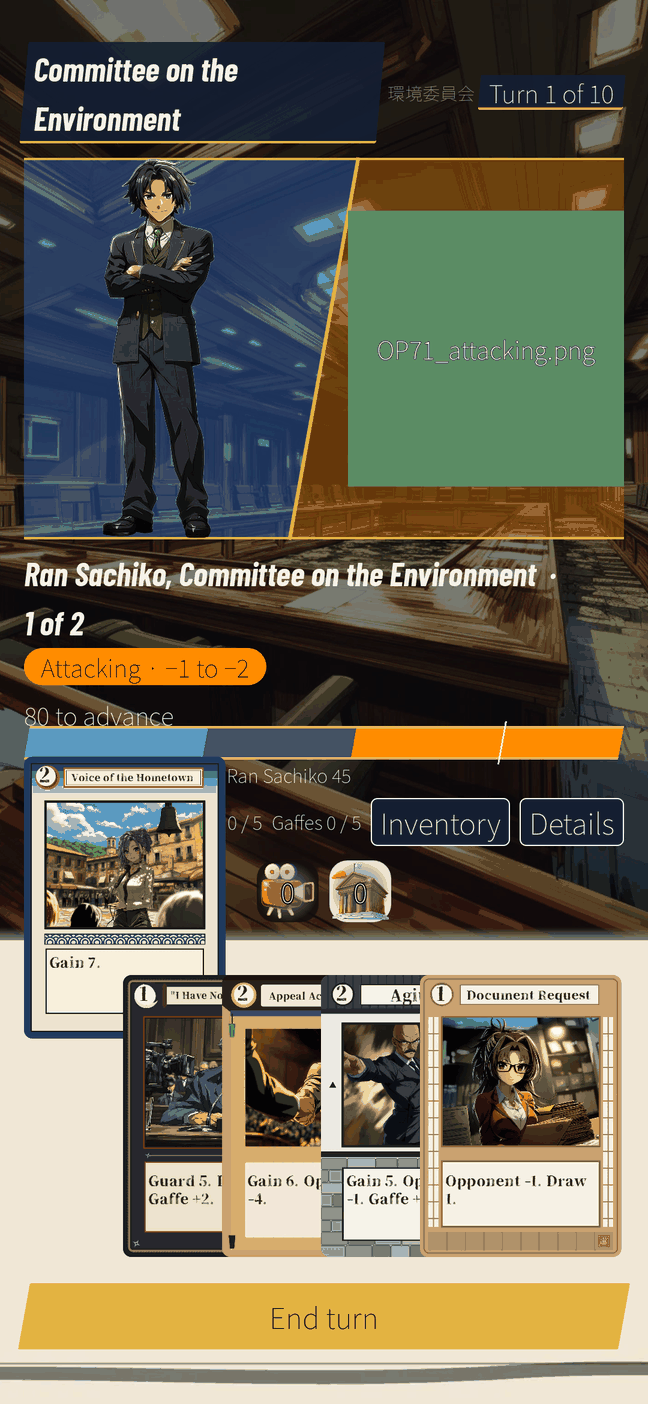 Committee on the
Environment
環境委員会
Turn 1 of 10
OP71_attacking.png
Ran Sachiko, Committee on the Environment ·
1 of 2
Attacking · −1 to −2
80 to advance
2 Voice of the Hometown
Gain 7.
Ran Sachiko 45
0 / 5 Gaffes 0 / 5
Inventory
Details
0
0
1 "I Have No
Guard 5.
Gaffe +2.
2 Appeal Ac
Gain 6. Op
-4.
2 Agi
Gain 5. Op
-1. Gaffe +
1 Document Request
Opponent -1. Draw
1.
End turn